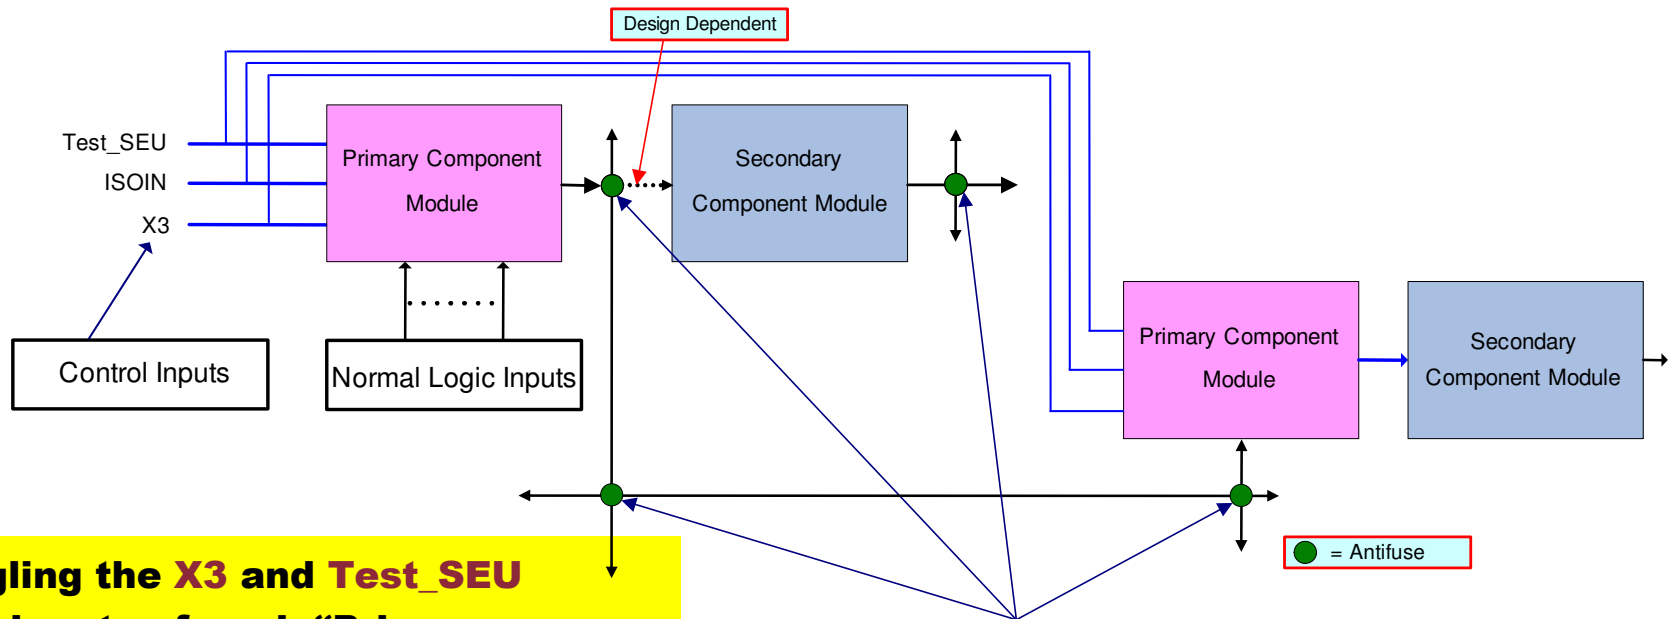 Design Dependent
Test_SEU
ISOIN
X3
Primary Component
Module
Secondary
Component Module
Control Inputs
Normal Logic Inputs
Primary Component
Module
Secondary
Component Module
= Antifuse
the X3 and Test_SEU